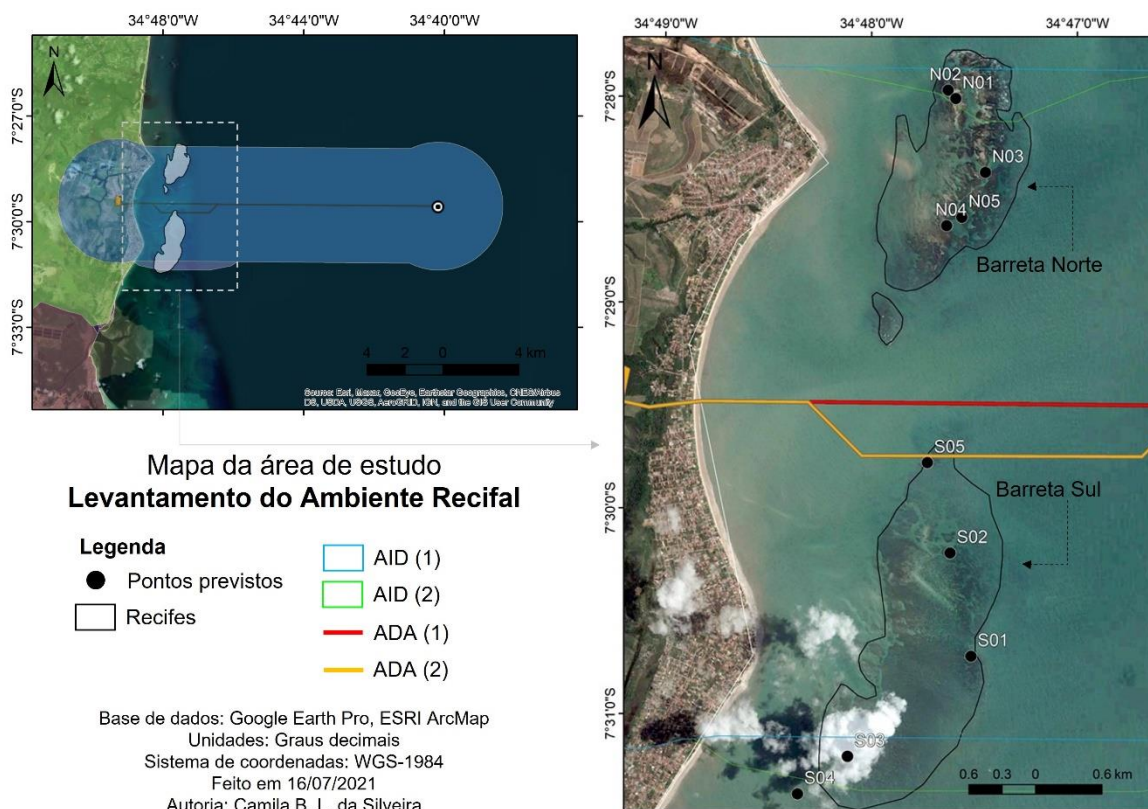 34°48'0"W
34°44'0"W
34°40'0"W
N
7°27'0"S
7°30'0"S
7°33'0"S
4 2 0 4 km
Source: Esri, Maxar, GeoEye, Earthstar Geographics, CNES/Airbus
DS, USDA, USGS, AeroGRID, IGN, and the GIS User Community
Mapa da área de estudo
Levantamento do Ambiente Recifal
Legenda
Pontos previstos
Recifes
AID (1)
AID (2)
ADA (1)
ADA (2)
Base de dados: Google Earth Pro, ESRI ArcMap
Unidades: Graus decimais
Sistema de coordenadas: WGS-1984
Feito em 16/07/2021
Autoria: Camila B. L. da Silveira
34°49'0"W
34°48'0"W
34°47'0"W
N
7°28'0"S
7°29'0"S
7°30'0"S
7°31'0"S
N02
N01
N03
N04
N05
Barreta Norte
S05
Barreta Sul
S02
S01
S03
S04
0.6 0.3 0 0.6 km